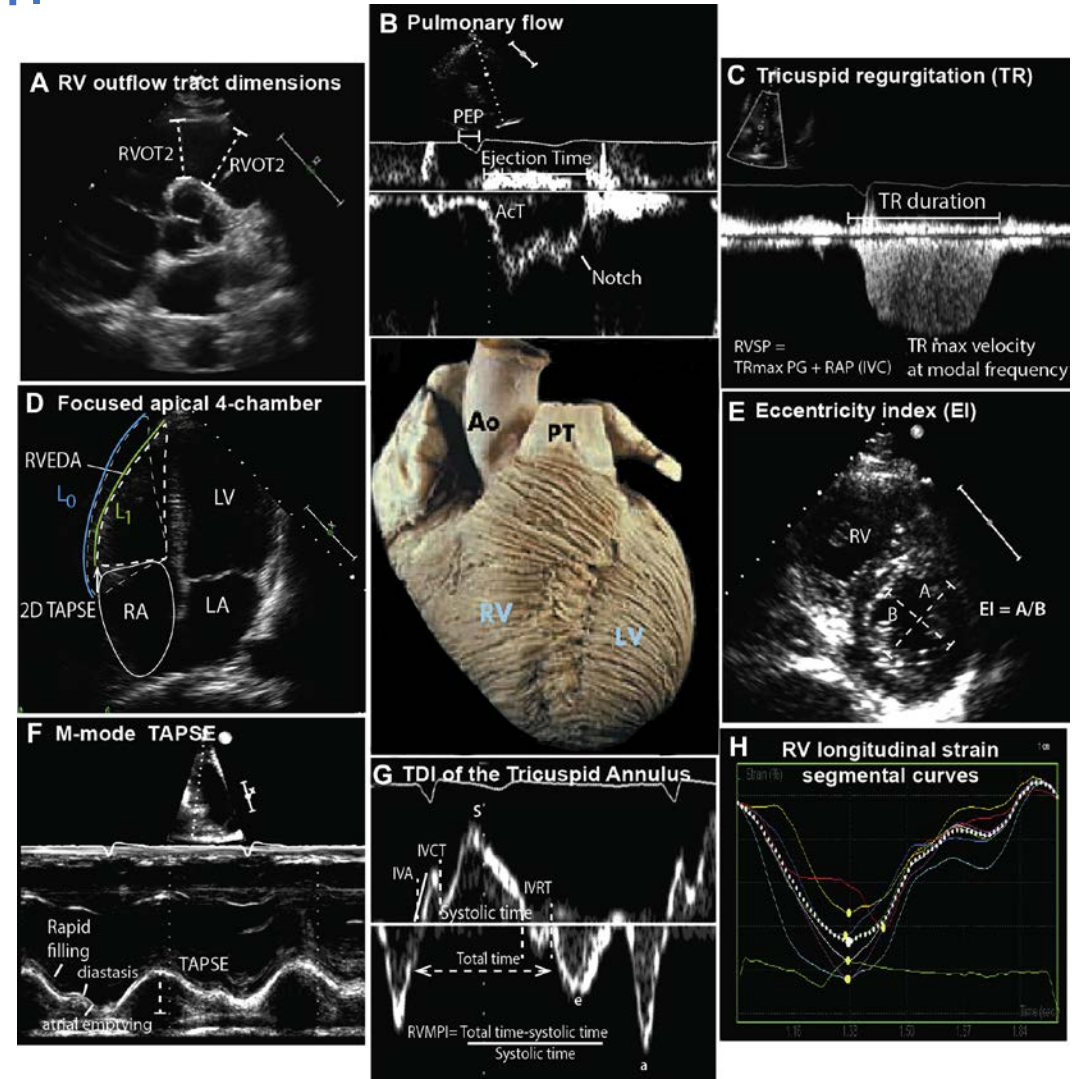 A RV outflow tract dimensions
RVOT2
RVOT2
B Pulmonary flow
PEP
Ejection Time
AcT
Notch
C Tricuspid regurgitation (TR)
TR duration
RVSP =
TRmax PG + RAP (IVC)
TR max velocity
at modal frequency
D Focused apical 4-chamber
RVEDA
L0
L1
LV
2D TAPSE
RA
LA
Ao
PT
RV
LV
E Eccentricity index (EI)
RV
A
B
EI = A/B
F M-mode TAPSE
Rapid
filling
diastasis
TAPSE
atrial emptying
G TDI of the Tricuspid Annulus
S'
IVCT
IVA
IVRT
Systolic time
Total time
e
RVMPI= Total time-systolic time
Systolic time
a
H RV longitudinal strain
segmental curves
Strain (%)
Time (sec)